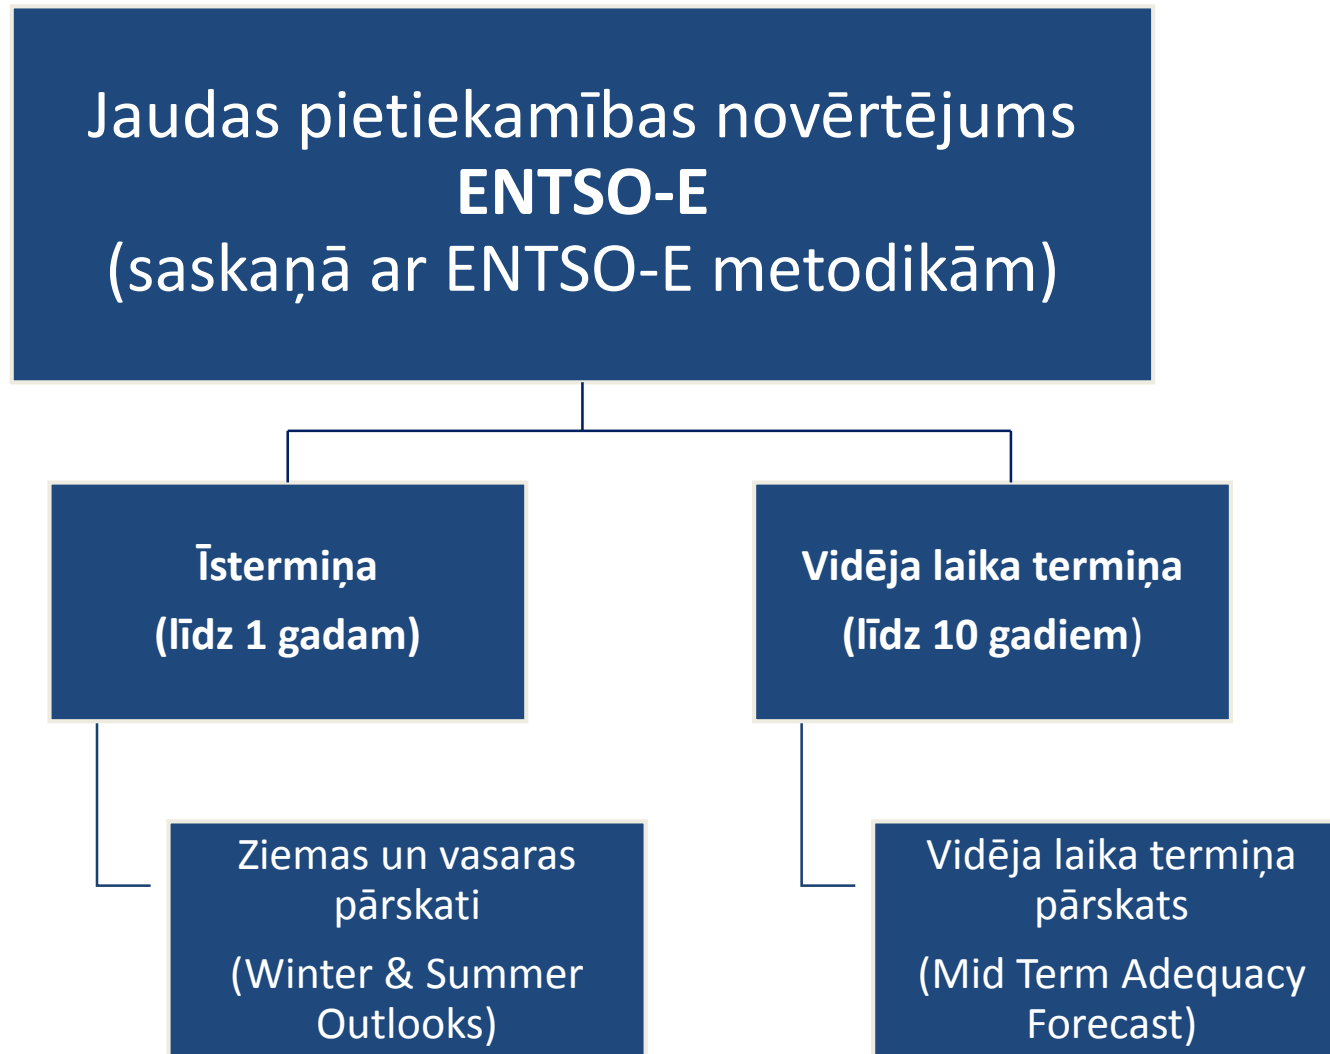 Jaudas pietiekamības novērtējums
ENTSO-E
(saskaņā ar ENTSO-E metodikām)
Īstermiņa
(līdz 1 gadam)
Vidēja laika termiņa
(līdz 10 gadiem)
Ziemas un vasaras
pārskati
(Winter & Summer
Outlooks)
Vidēja laika termiņa
pārskats
(Mid Term Adequacy
Forecast)